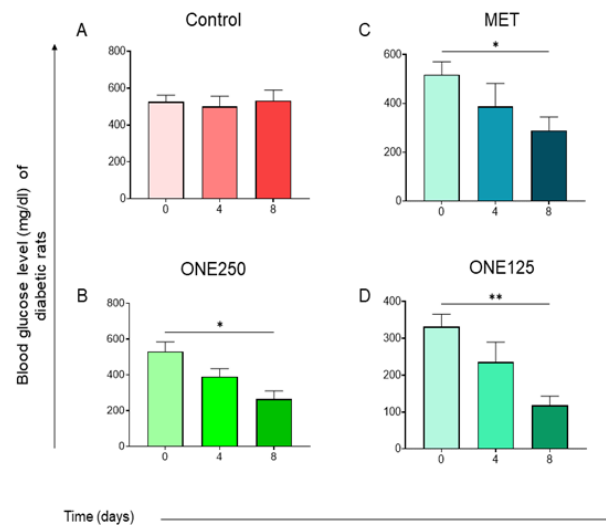 A
Control
800
600
400
200
0
0 4 8
C
MET
*
600
400
200
0
0 4 8
Blood glucose level (mg/dl) of
diabetic rats
B
ONE250
*
800
600
400
200
0
0 4 8
D
ONE125
**
400
300
200
100
0
0 4 8
Time (days)